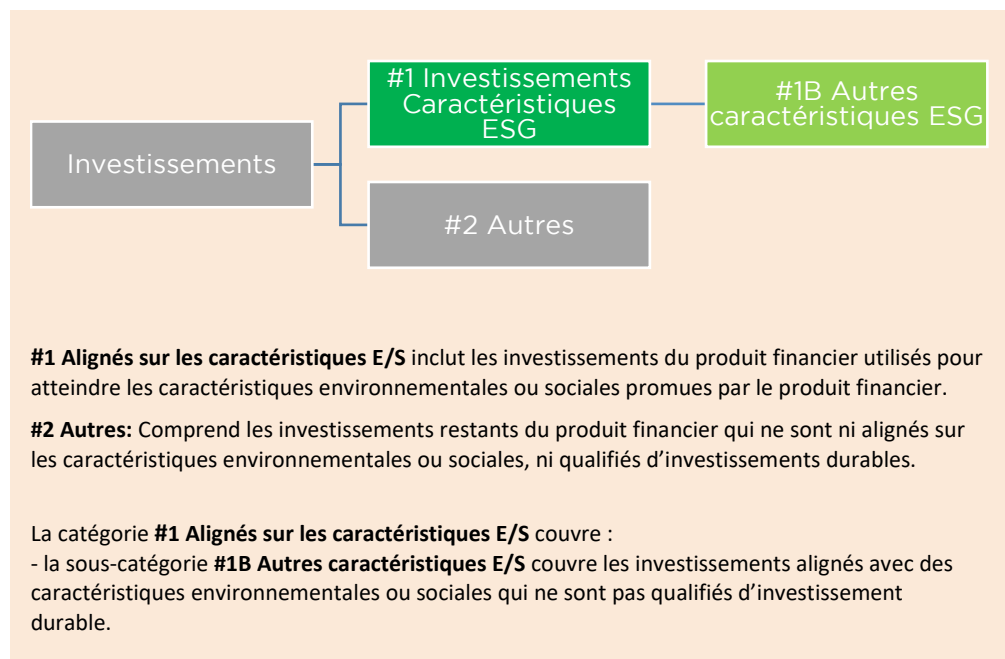 #1 Investissements
Caractéristiques
ESG
#1B Autres
caractéristiques ESG
Investissements
#2 Autres
#1 Alignés sur les caractéristiques E/S inclut les investissements du produit financier utilisés pour
atteindre les caractéristiques environnementales ou sociales promues par le produit financier.
#2 Autres: Comprend les investissements restants du produit financier qui ne sont ni alignés sur
les caractéristiques environnementales ou sociales, ni qualifiés d’investissements durables.
La catégorie #1 Alignés sur les caractéristiques E/S couvre :
- la sous-catégorie #1B Autres caractéristiques E/S couvre les investissements alignés avec des
caractéristiques environnementales ou sociales qui ne sont pas qualifiés d’investissement
durable.